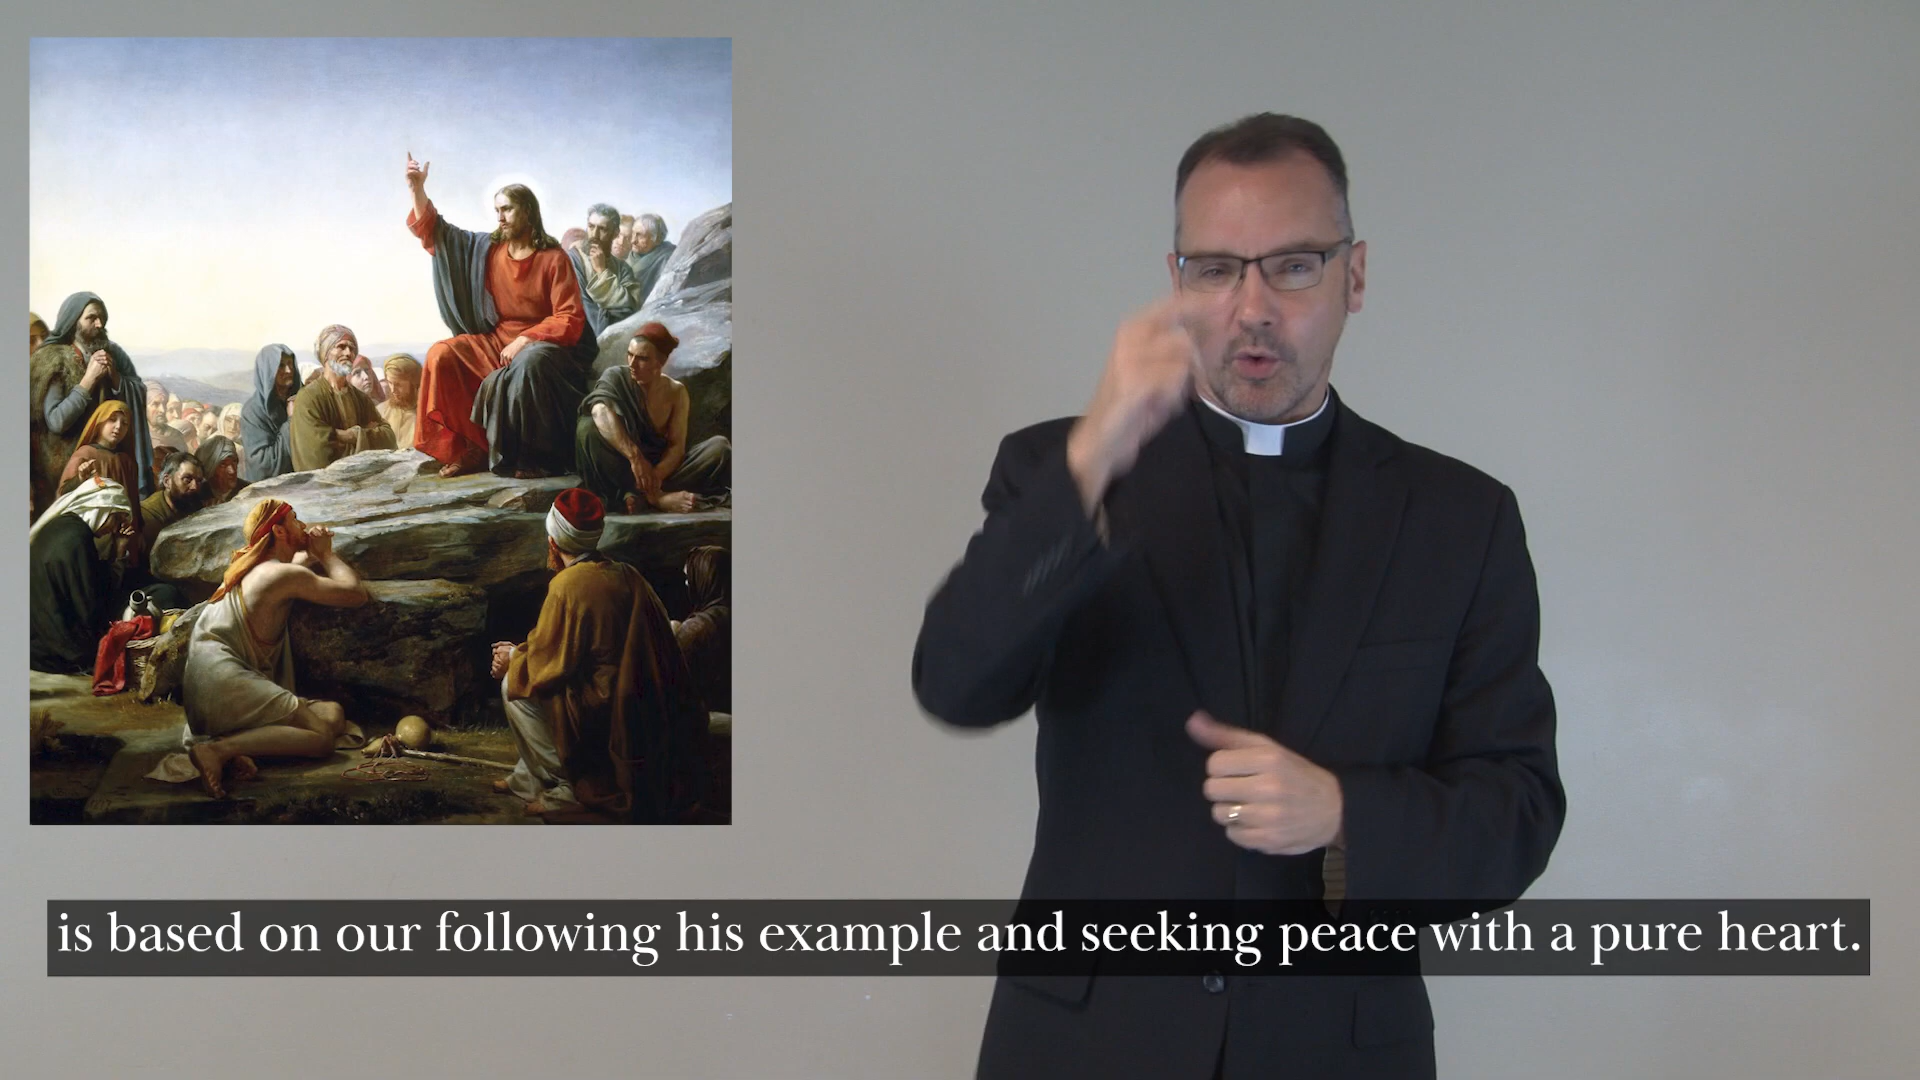 is based on our following his example and seeking peace with a pure heart.